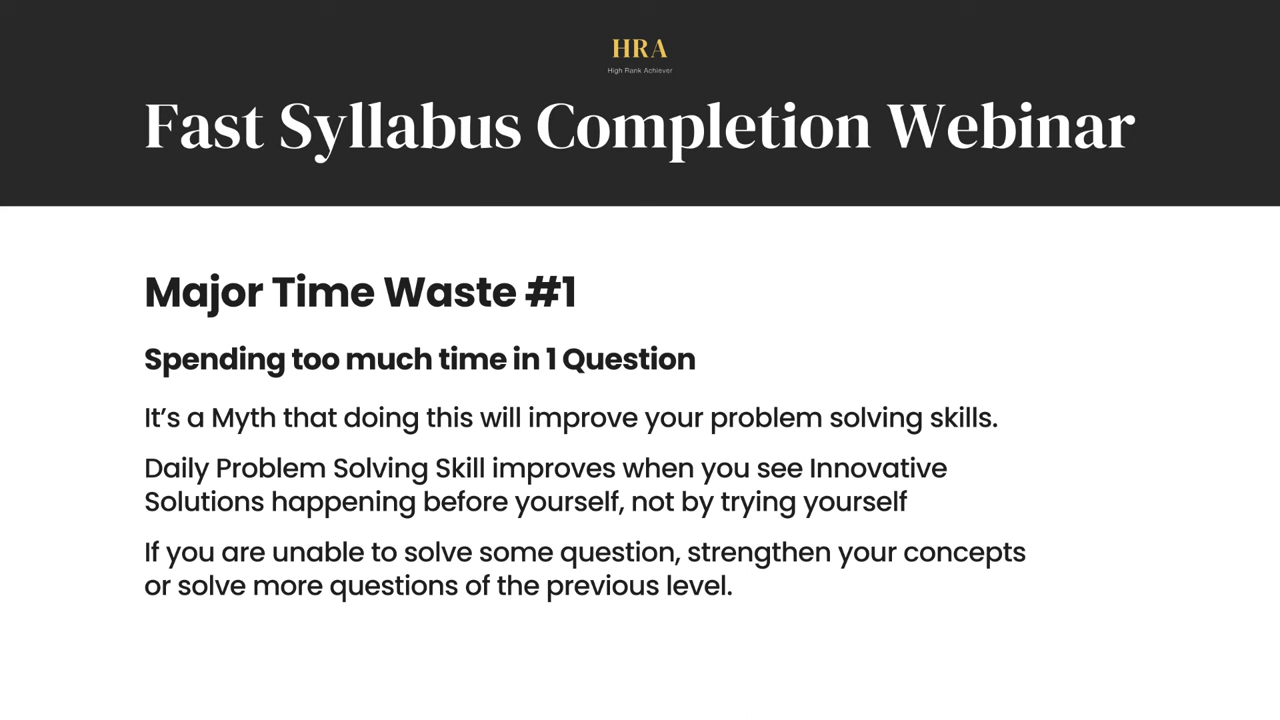 HRA
High Rank Achiever
Fast Syllabus Completion Webinar
Major Time Waste #1
Spending too much time in 1 Question
It’s a Myth that doing this will improve your problem solving skills.
Daily Problem Solving Skill improves when you see Innovative
Solutions happening before yourself, not by trying yourself
If you are unable to solve some question, strengthen your concepts
or solve more questions of the previous level.